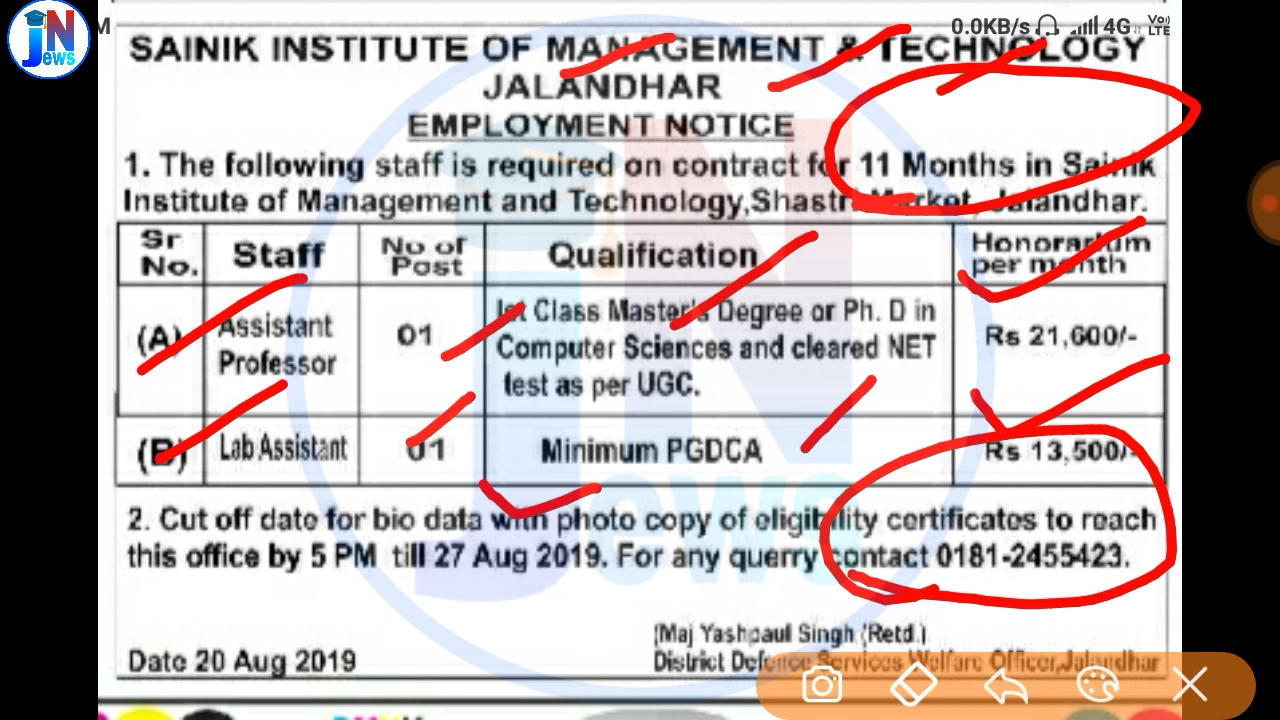 JN
Jews
M
0.0KB/s 4G Vo) LTE
SAINIK INSTITUTE OF MANAGEMENT & TECHNOLOGY
JALANDHAR
EMPLOYMENT NOTICE
1. The following staff is required on contract for 11 Months in Sainik
Institute of Management and Technology,Shastri Market, Jalandhar.
Sr No. Staff No of Post Qualification Honorarium per month
(A) Assistant Professor 01 Ist Class Master's Degree or Ph. D in Computer Sciences and cleared NET test as per UGC. Rs 21,600/-
(B) Lab Assistant 01 Minimum PGDCA Rs 13,500/-
2. Cut off date for bio data with photo copy of eligibility certificates to reach
this office by 5 PM till 27 Aug 2019. For any querry contact 0181-2455423.
(Maj Yashpaul Singh (Retd.)
Date 20 Aug 2019 District Defence Services Welfare Officer,Jalandhar